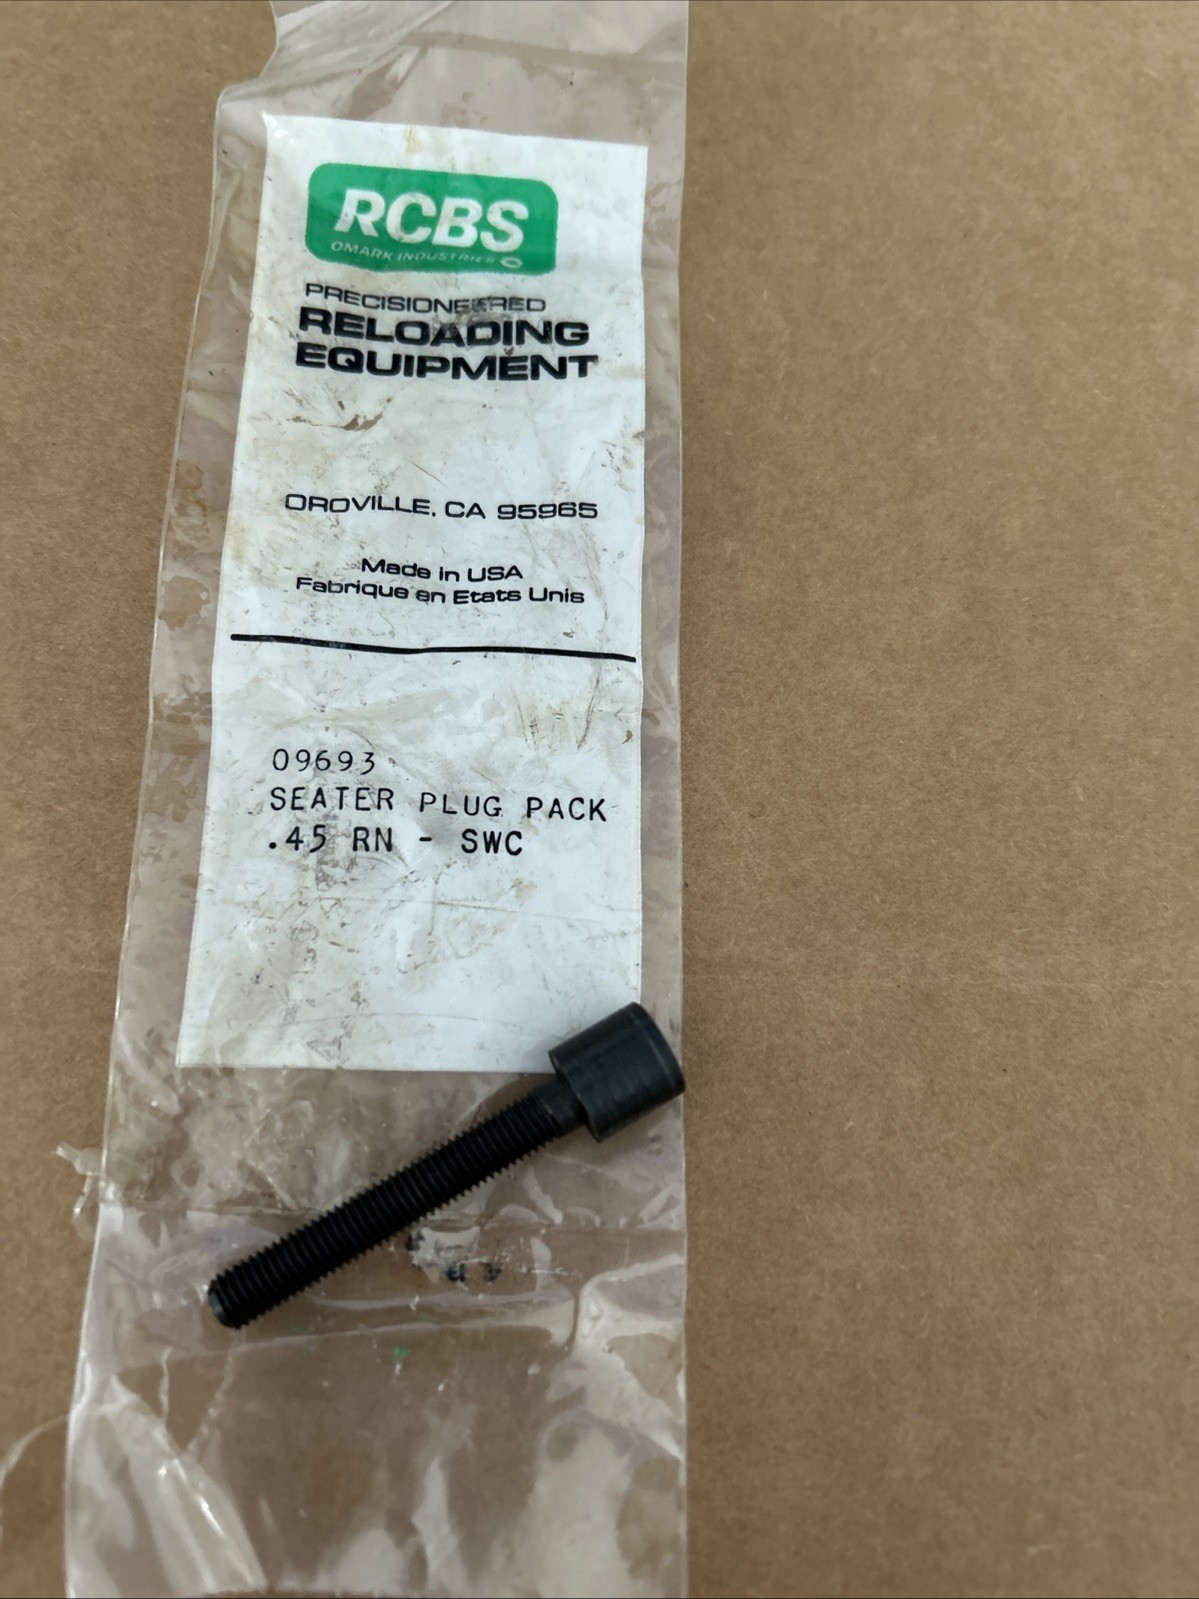 RCBS
OMARK INDUSTRIES
PRECISIONEERED
RELOADING
EQUIPMENT
OROVILLE, CA 95965
Made in USA
Fabrique en Etats Unis
09693
SEATER PLUG PACK
.45 RN - SWC